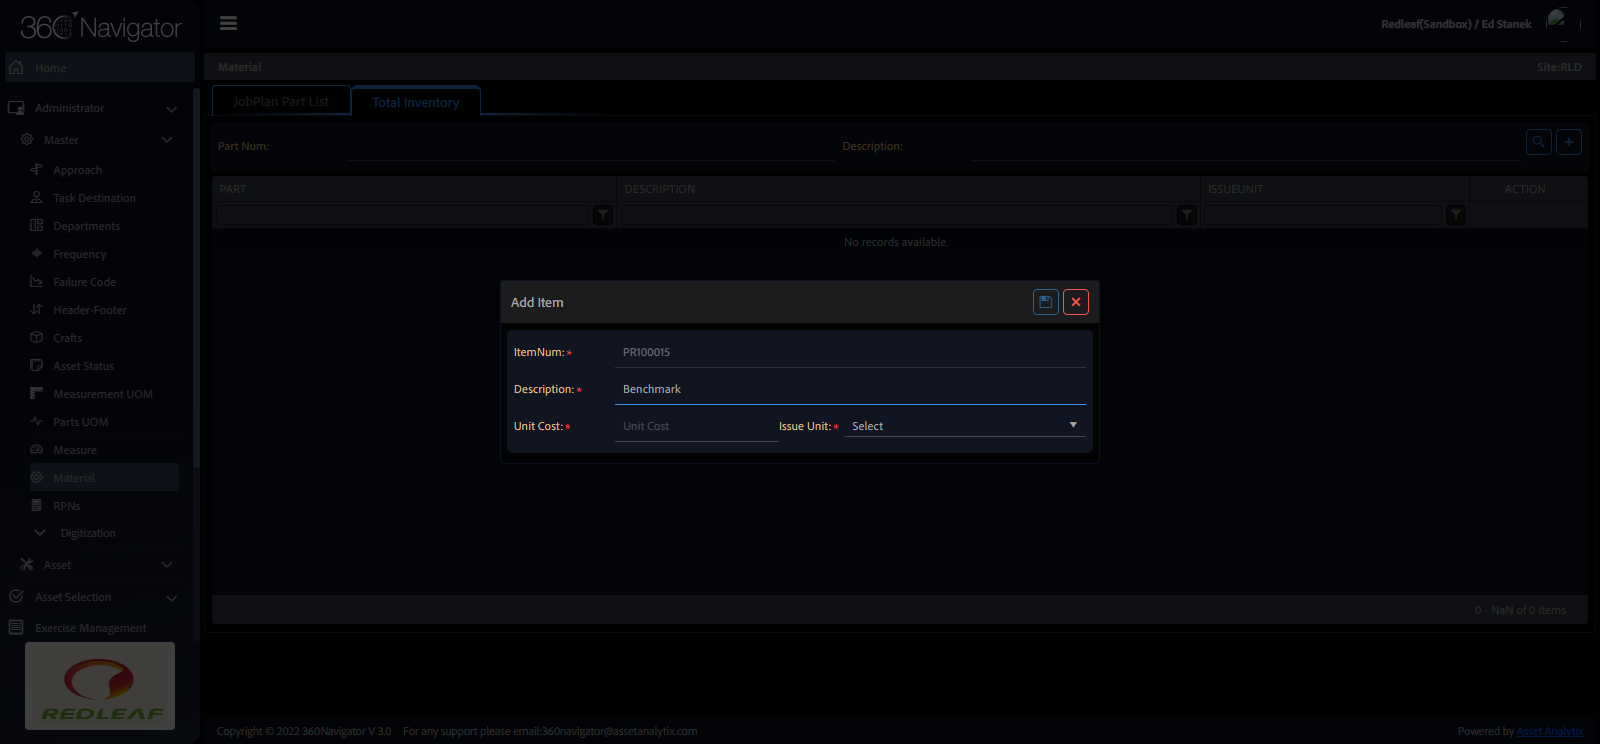 360 Navigator
Redleaf(Sandbox) / Ed Stanek
Home
Material
Site:RLD
Administrator
JobPlan Part List
Total Inventory
Master
Part Num:
Description:
Approach
PART
DESCRIPTION
ISSUEUNIT
ACTION
Task Destination
Departments
No records available.
Frequency
Failure Code
Header-Footer
Add Item
Crafts
ItemNum:*
PR100015
Asset Status
Description:*
Benchmark
Measurement UOM
Unit Cost:*
Unit Cost
Issue Unit:*
Select
Parts UOM
Measure
Material
RPNs
Digitization
Asset
Asset Selection
0 - NaN of 0 items
Exercise Management
REDLEAF
Copyright © 2022 360Navigator V 3.0
For any support please email:360navigator@assetanalytix.com
Powered by Asset Analytix